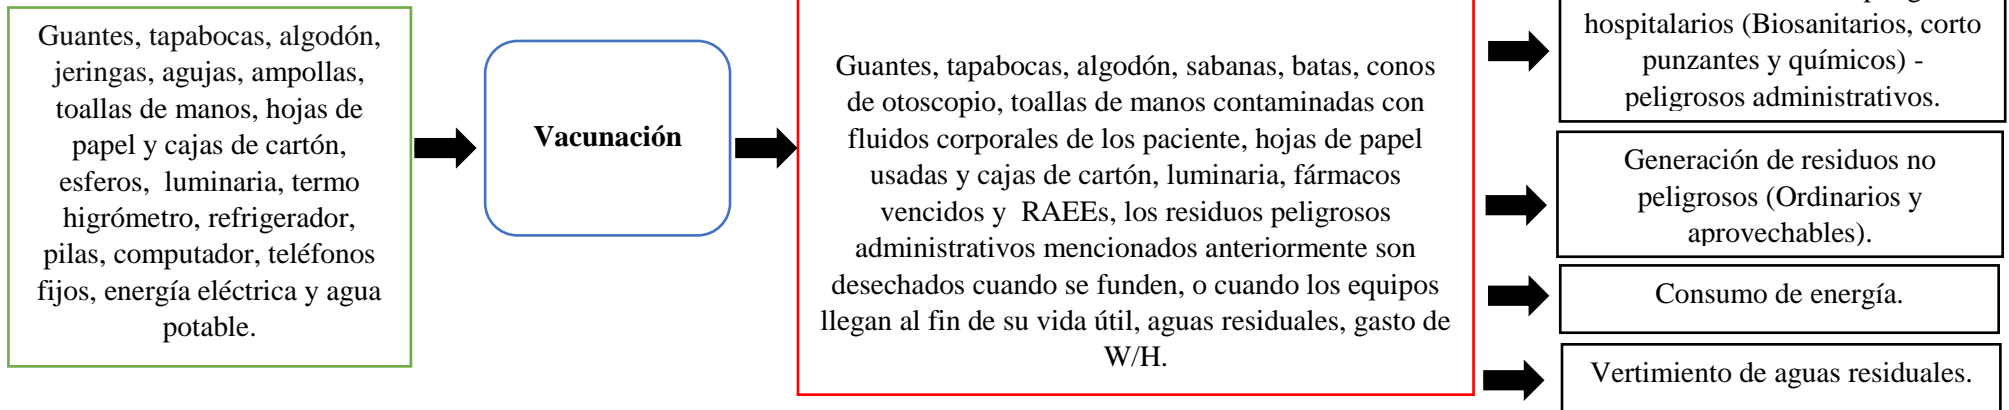 Guantes, tapabocas, algodón,
jeringas, agujas, ampollas,
toallas de manos, hojas de
papel y cajas de cartón,
esferos, luminaria, termo
higrómetro, refrigerador,
pilas, computador, teléfonos
fijos, energía eléctrica y agua
potable.
Vacunación
Guantes, tapabocas, algodón, sabanas, batas, conos
de otoscopio, toallas de manos contaminadas con
fluidos corporales de los paciente, hojas de papel
usadas y cajas de cartón, luminaria, fármacos
vencidos y RAEEs, los residuos peligrosos
administrativos mencionados anteriormente son
desechados cuando se funden, o cuando los equipos
llegan al fin de su vida útil, aguas residuales, gasto de
W/H.
hospitalarios (Biosanitarios, corto
punzantes y químicos) -
peligrosos administrativos.
Generación de residuos no
peligrosos (Ordinarios y
aprovechables).
Consumo de energía.
Vertimiento de aguas residuales.